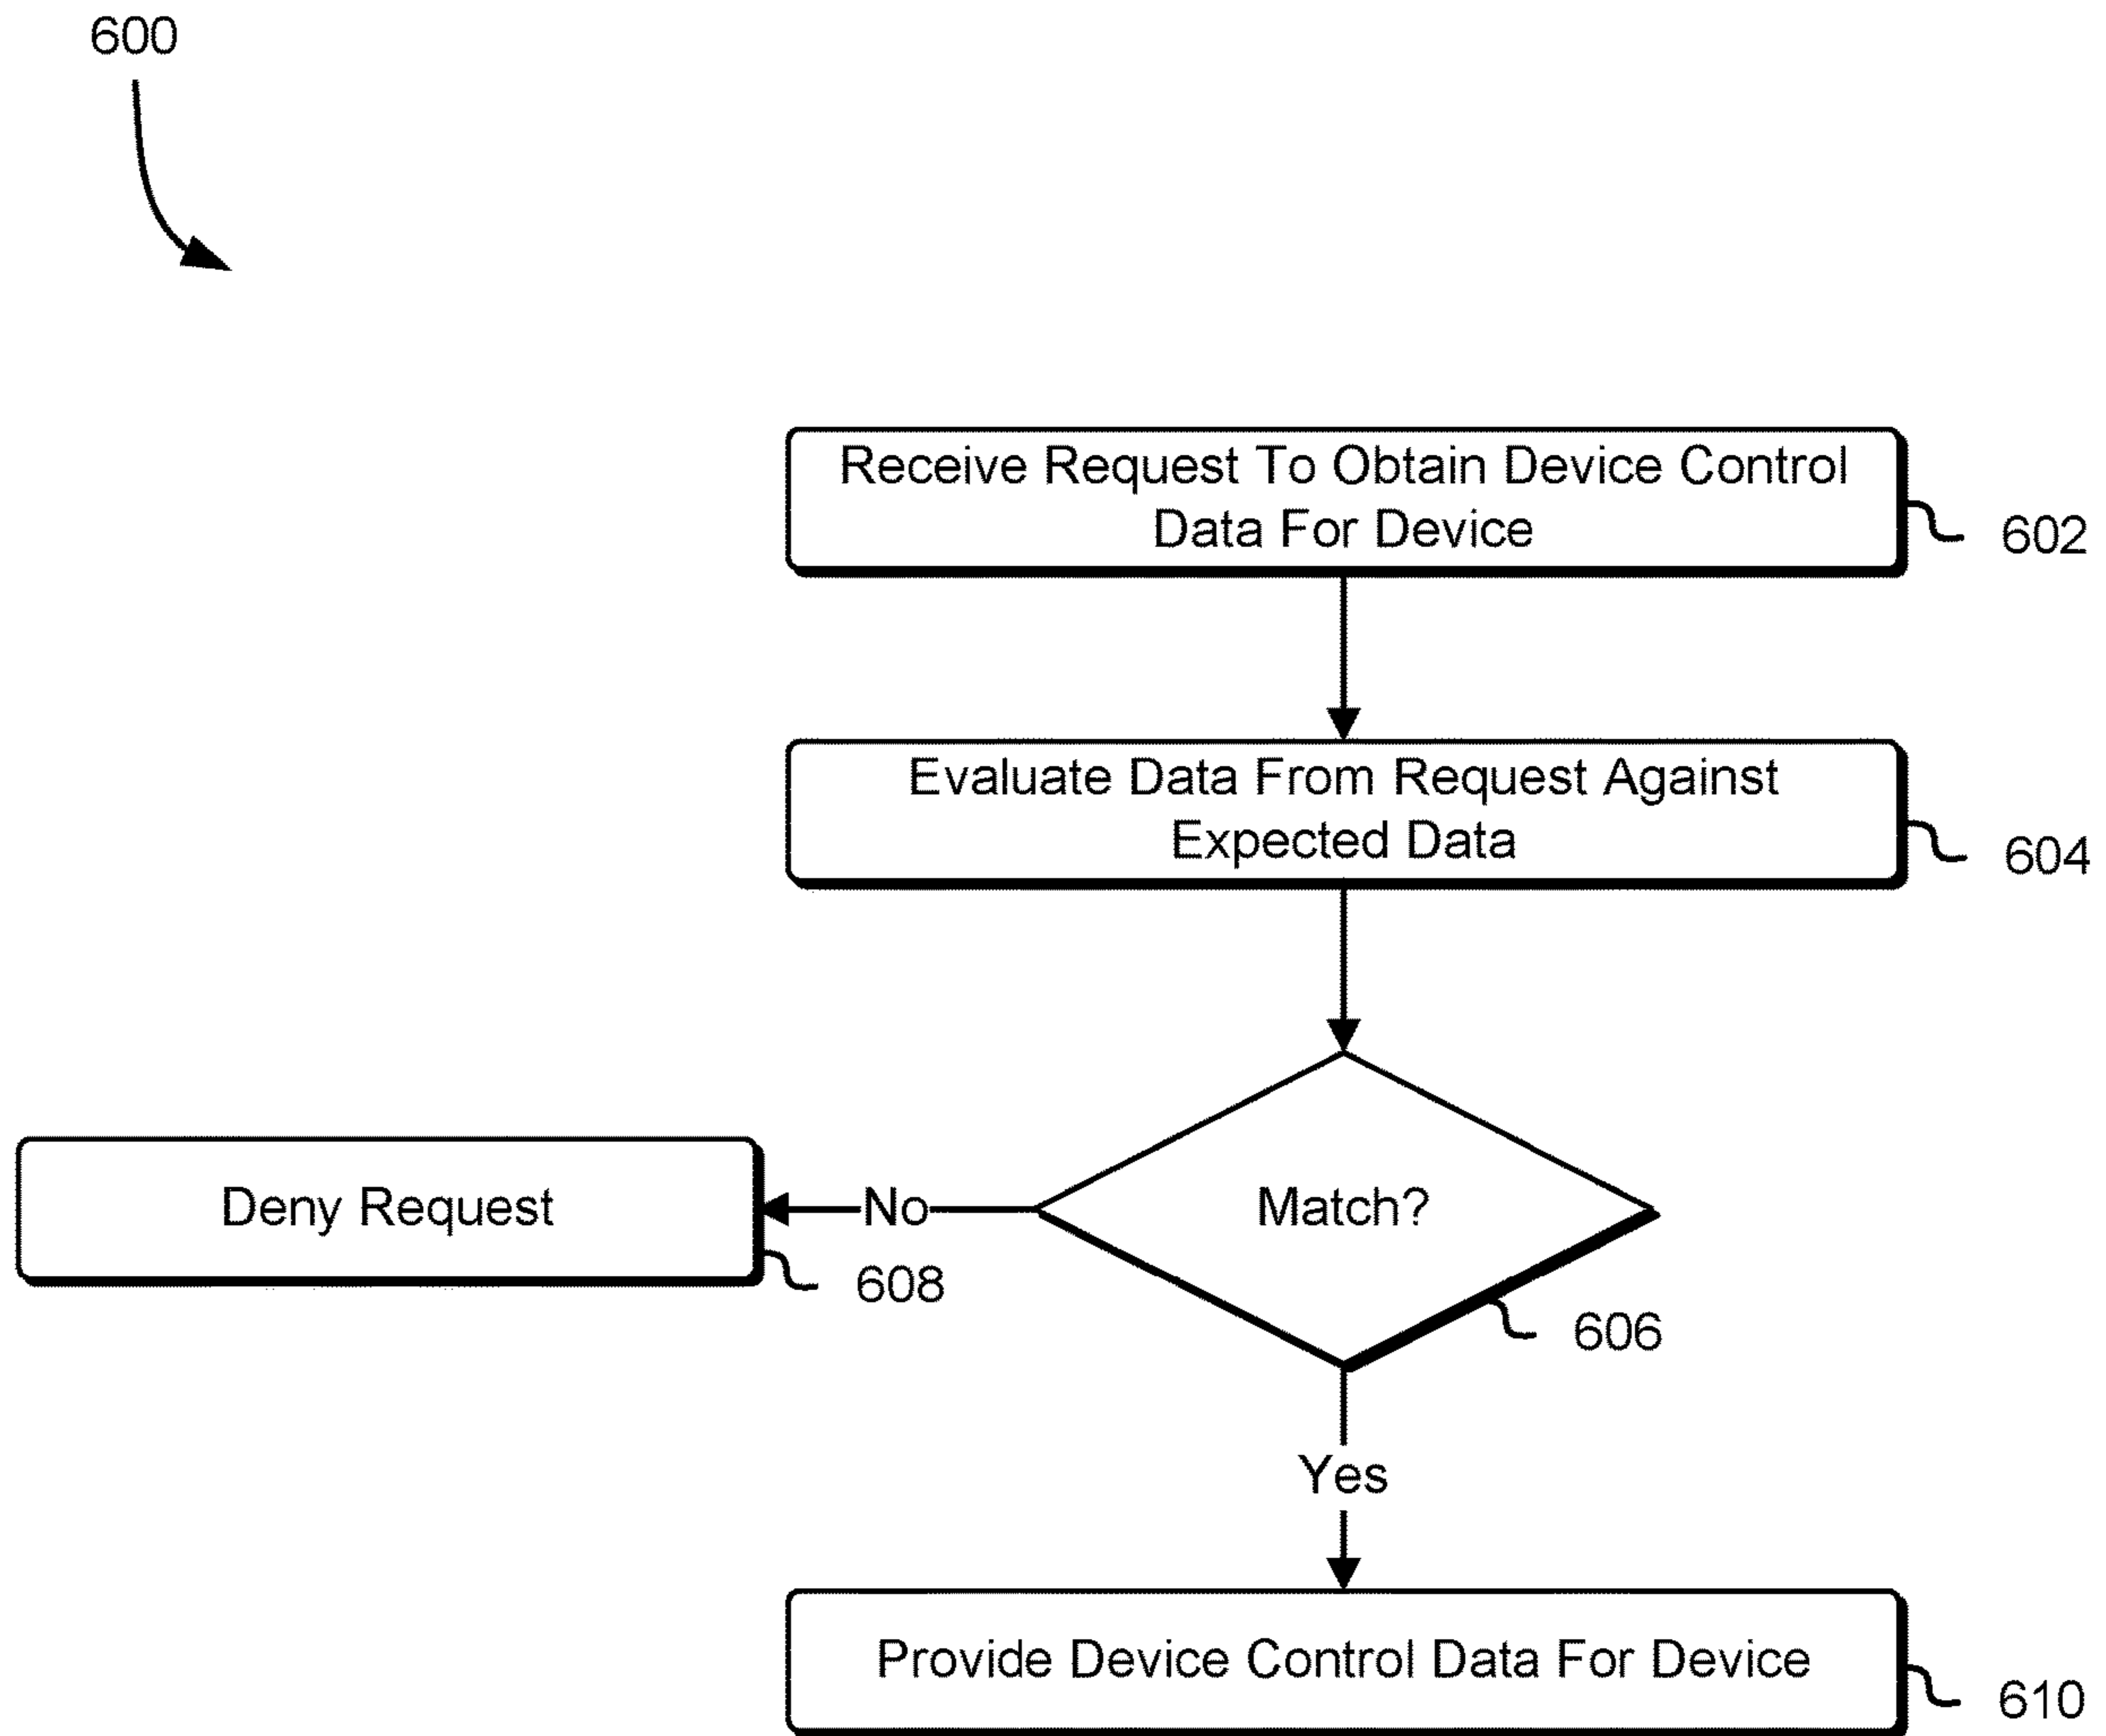 600
Receive Request To Obtain Device Control
Data For Device
602
Evaluate Data From Request Against
Expected Data
604
Match?
606
No
Deny Request
608
Yes
Provide Device Control Data For Device
610